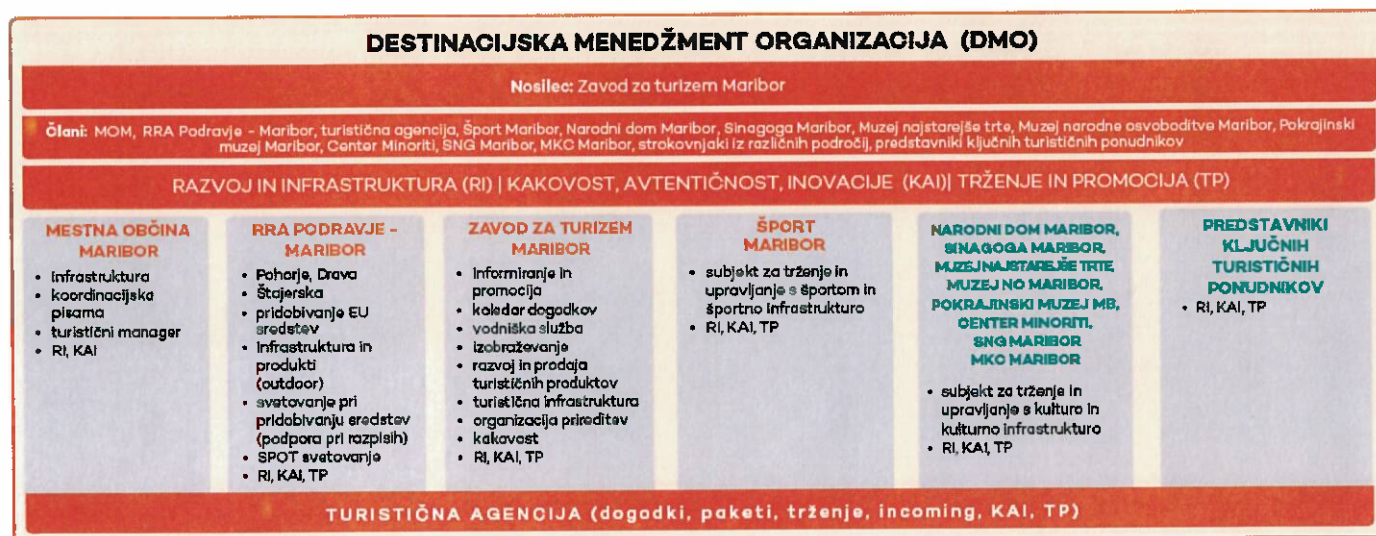 DESTINACIJSKA MENEDŽMENT ORGANIZACIJA (DMO)
Nosilec: Zavod za turizem Maribor
Člani: MOM, RRA Podravje - Maribor, turistična agencija, Šport Maribor, Narodni dom Maribor, Sinagoga Maribor, Muzej najstarejše trte, Muzej narodne osvoboditve Maribor, Pokrajinski
muzej Maribor, Center Minoriti, SNG Maribor, MKC Maribor, strokovnjaki iz različnih področij, predstavniki ključnih turističnih ponudnikov
RAZVOJ IN INFRASTRUKTURA (RI) | KAKOVOST, AVTENTIČNOST, INOVACIJE (KAI)| TRŽENJE IN PROMOCIJA (TP)
MESTNA OBČINA
MARIBOR
• infrastruktura
• koordinacijska
pisarna
• turistični manager
• RI, KAI
RRA PODRAVJE –
MARIBOR
• Pohorje, Drava
• Štajerska
• pridobivanje EU
sredstev
• infrastruktura in
produkti
(outdoor)
• svetovanje pri
pridobivanju sredstev
(podpora pri razpisih)
• SPOT svetovanje
• RI, KAI, TP
ZAVOD ZA TURIZEM
MARIBOR
• informiranje in
promocija
• koledar dogodkov
• vodniška služba
• izobraževanje
• razvoj in prodaja
turističnih produktov
• turistična infrastruktura
• organizacija prireditev
• kakovost
• RI, KAI, TP
ŠPORT
MARIBOR
• subjekt za trženje in
upravljanje s športom in
športno infrastrukturo
• RI, KAI, TP
NARODNI DOM MARIBOR,
SINAGOGA MARIBOR,
MUZEJ NAJSTAREJŠE TRTE,
MUZEJ NO MARIBOR,
POKRAJINSKI MUZEJ MB,
CENTER MINORITI,
SNG MARIBOR
MKC MARIBOR
• subjekt za trženje in
upravljanje s kulturo in
kulturno infrastrukturo
• RI, KAI, TP
PREDSTAVNIKI
KLJUČNIH
TURISTIČNIH
PONUDNIKOV
• RI, KAI, TP
TURISTIČNA AGENCIJA (dogodki, paketi, trženje, incoming, KAI, TP)